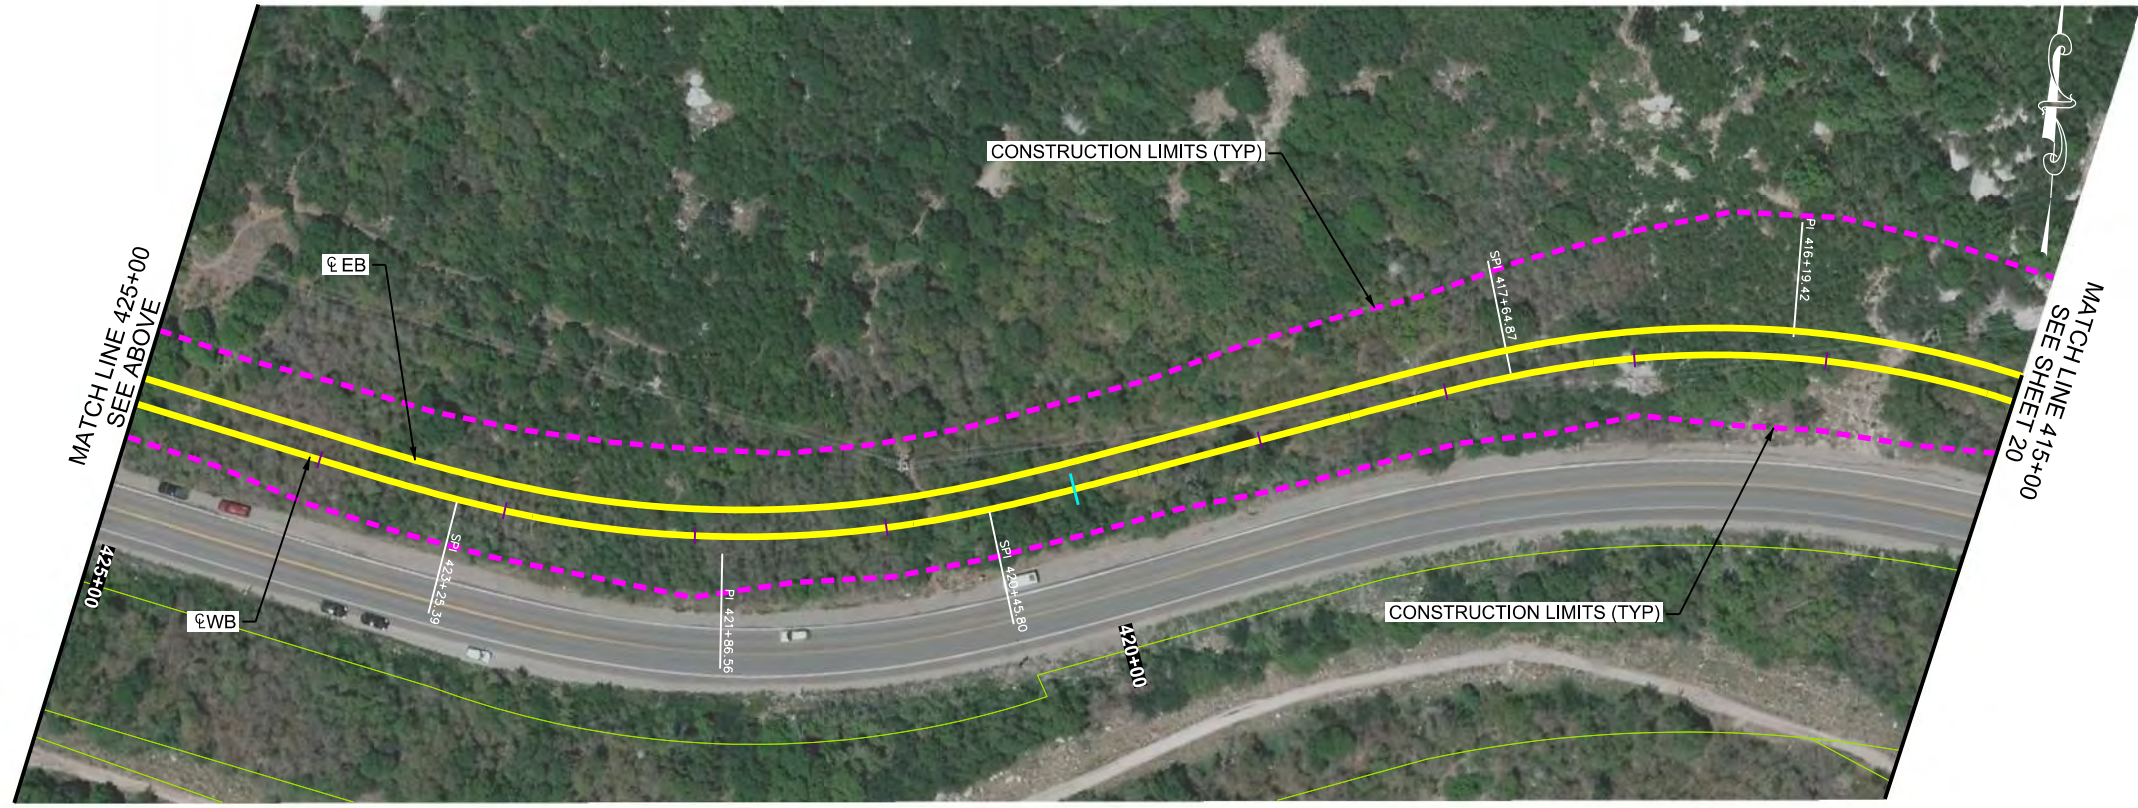 CONSTRUCTION LIMITS (TYP)
℄ EB
MATCH LINE 425+00
SEE ABOVE
SPI 417+64.87
PI 416+19.42
MATCH LINE 415+00
SEE SHEET 20
425+00
℄ WB
SPI 423+25.39
PI 421+86.56
SPI 420+45.80
420+00
CONSTRUCTION LIMITS (TYP)